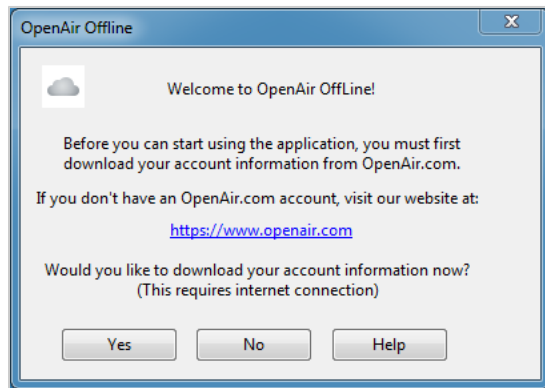 OpenAir Offline
Welcome to OpenAir OffLine!
Before you can start using the application, you must first
download your account information from OpenAir.com.
If you don't have an OpenAir.com account, visit our website at:
https://www.openair.com
Would you like to download your account information now?
(This requires internet connection)
Yes
No
Help